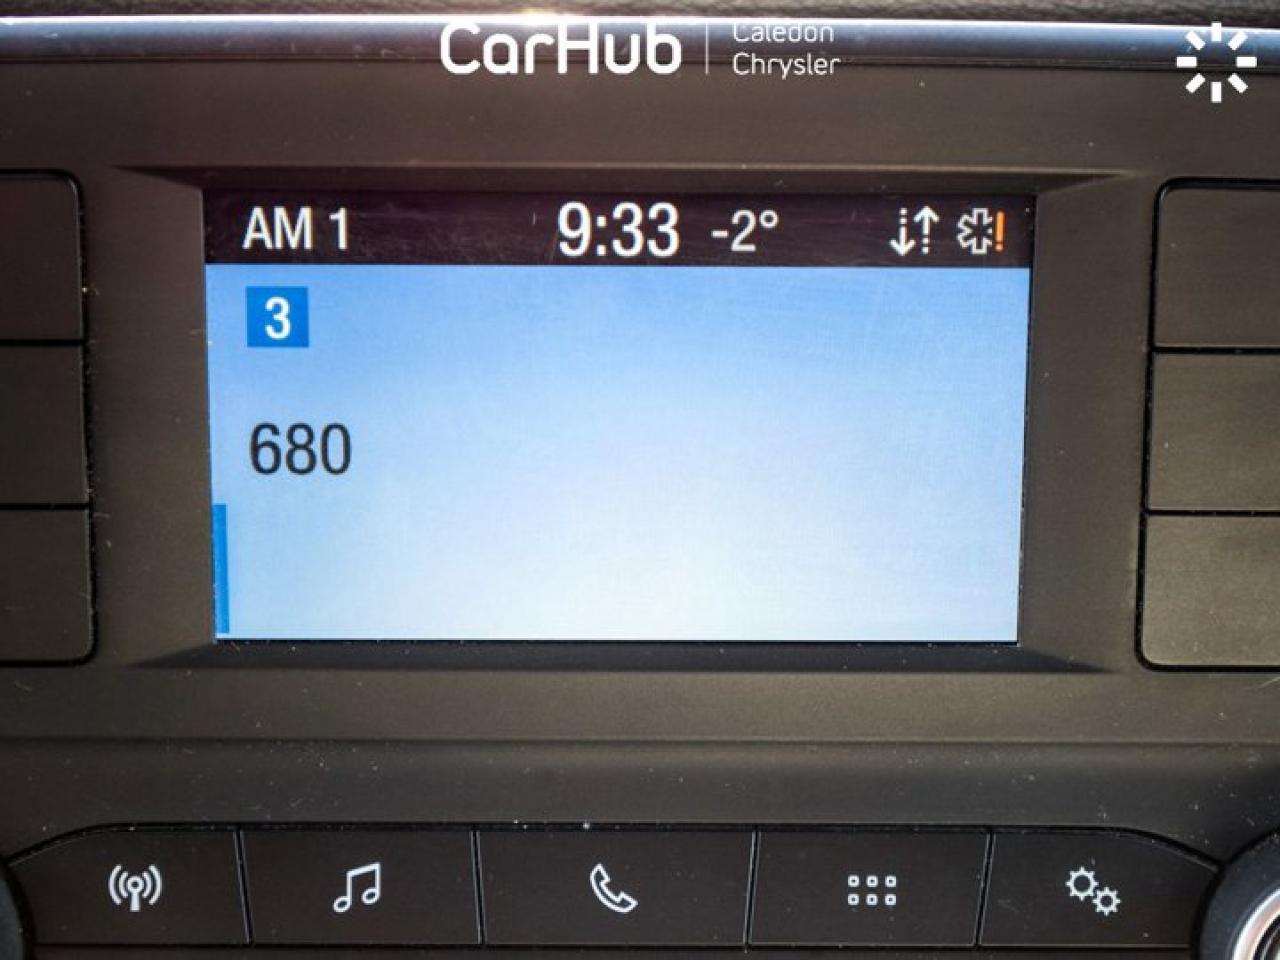 CarHub
Caledon
Chrysler
AM 1 9:33 -2°
3
680